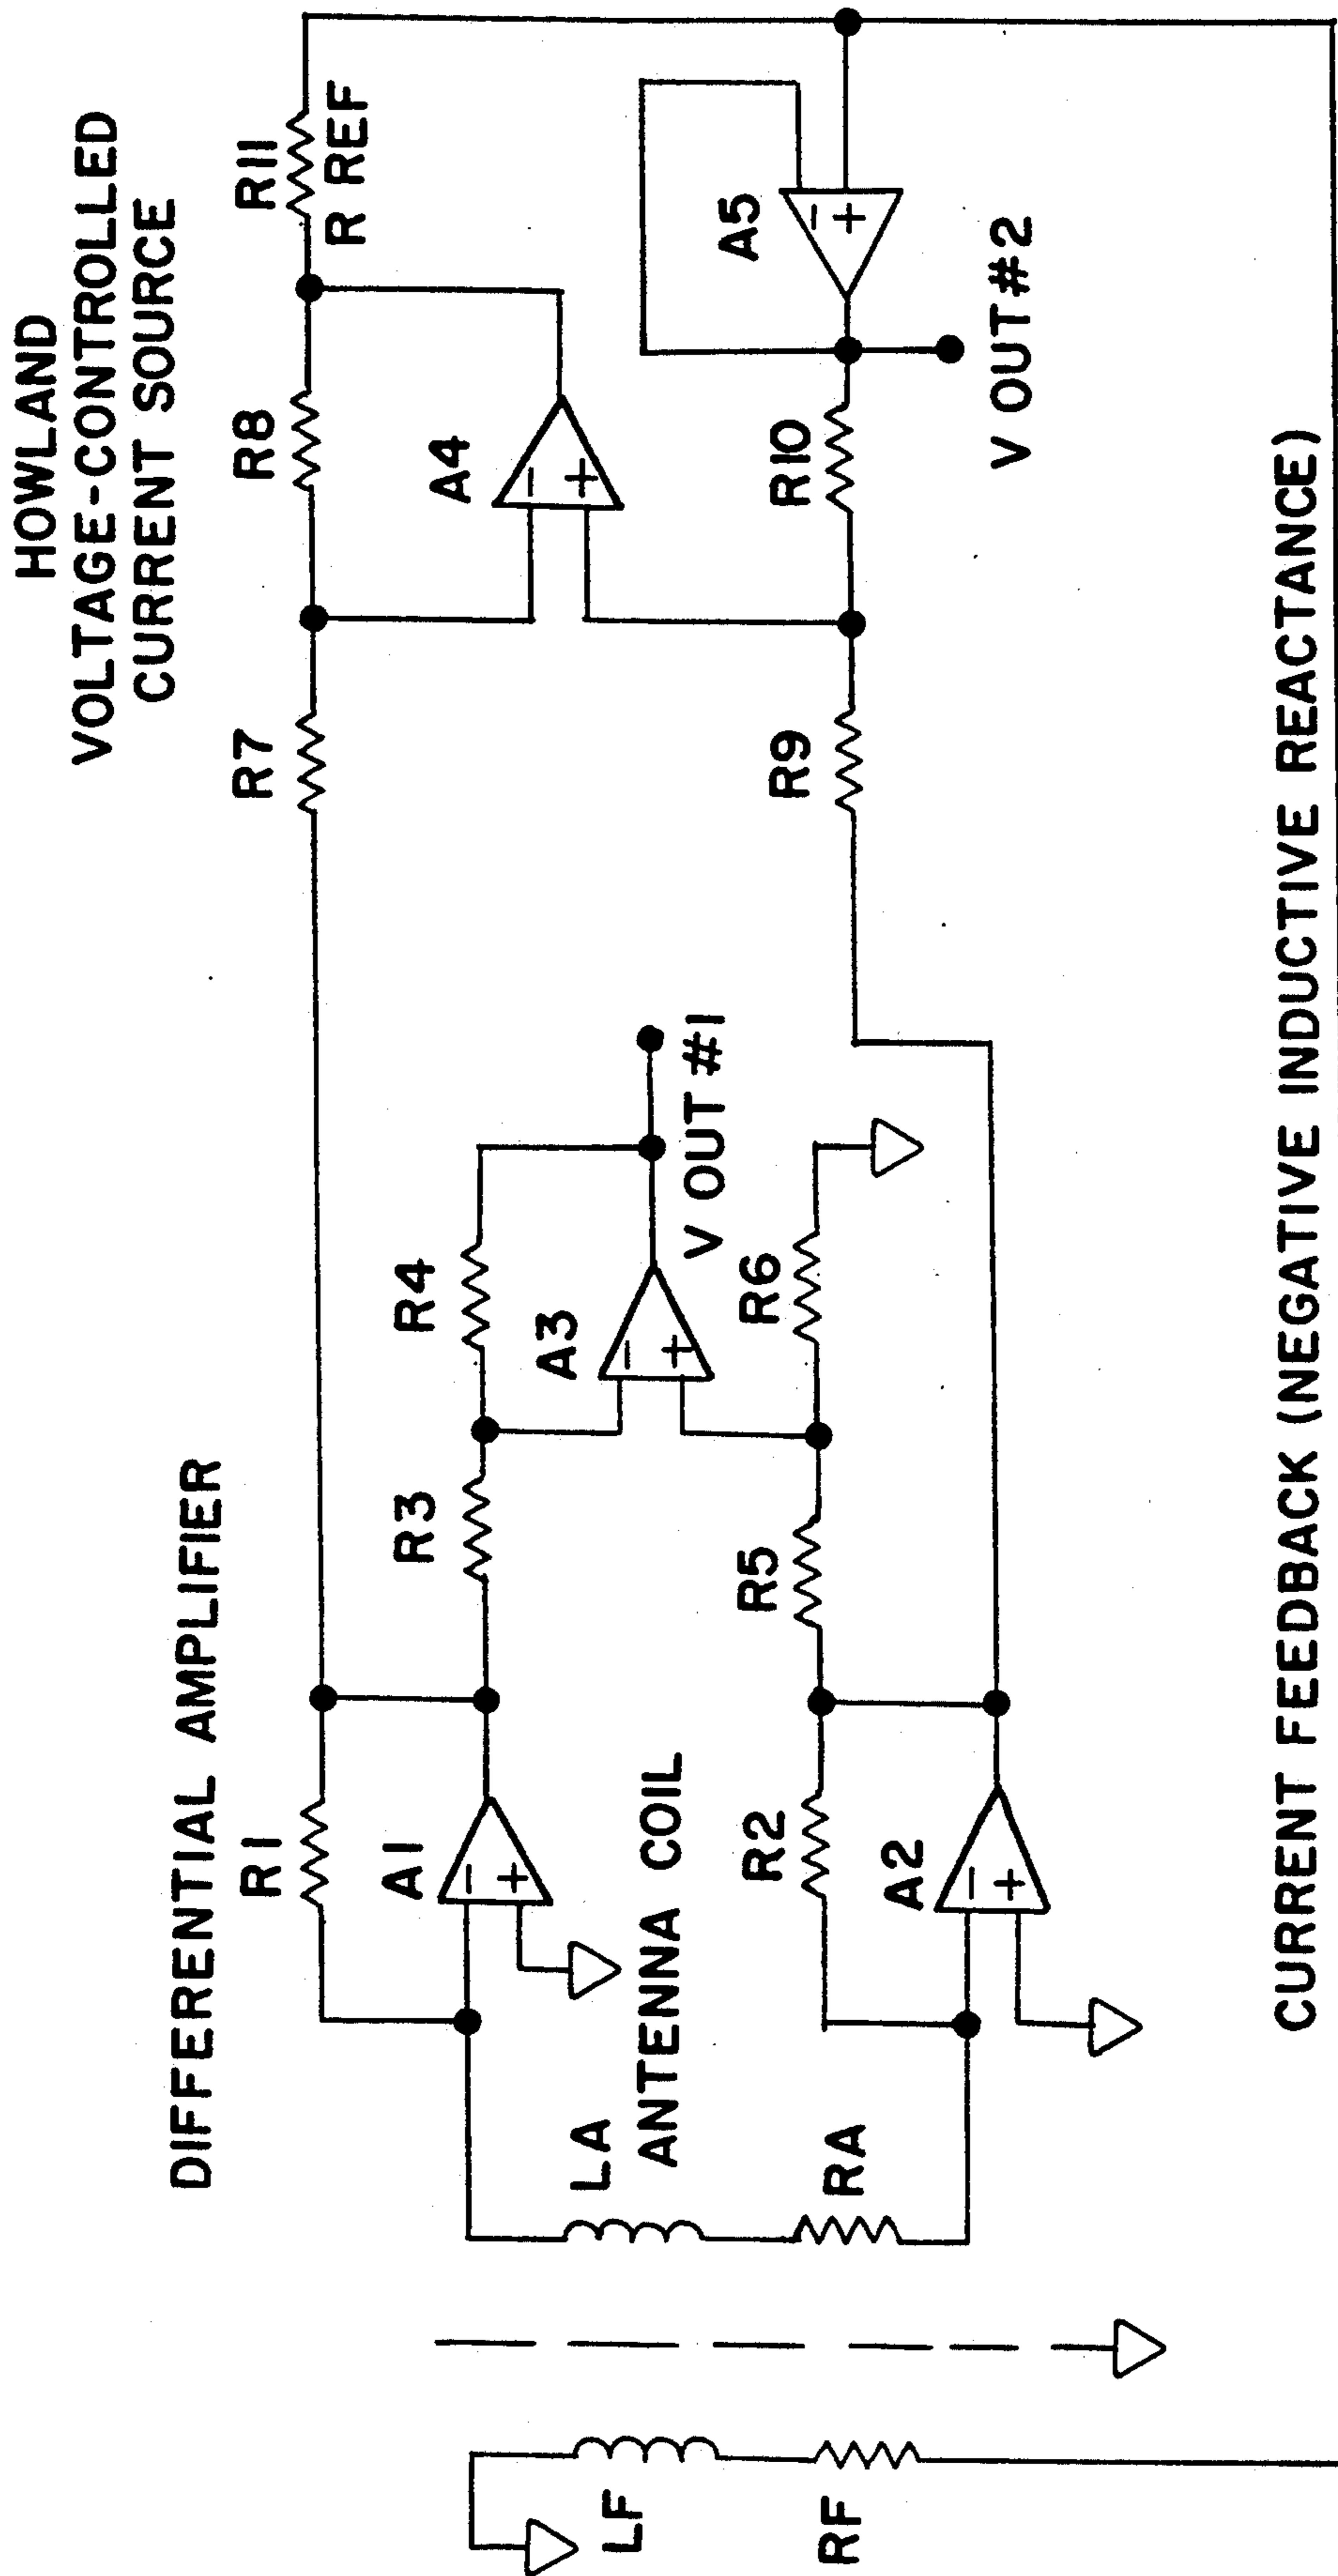 HOWLAND
VOLTAGE-CONTROLLED
CURRENT SOURCE
DIFFERENTIAL AMPLIFIER
R1
R7
R8
R11
R REF
A1
R3
R4
A3
V OUT #1
A4
A5
LA
ANTENNA COIL
RA
R2
A2
R5
R6
R9
R10
V OUT #2
LF
RF
CURRENT FEEDBACK (NEGATIVE INDUCTIVE REACTANCE)
−
+
−
+
−
+
−
+
−
+